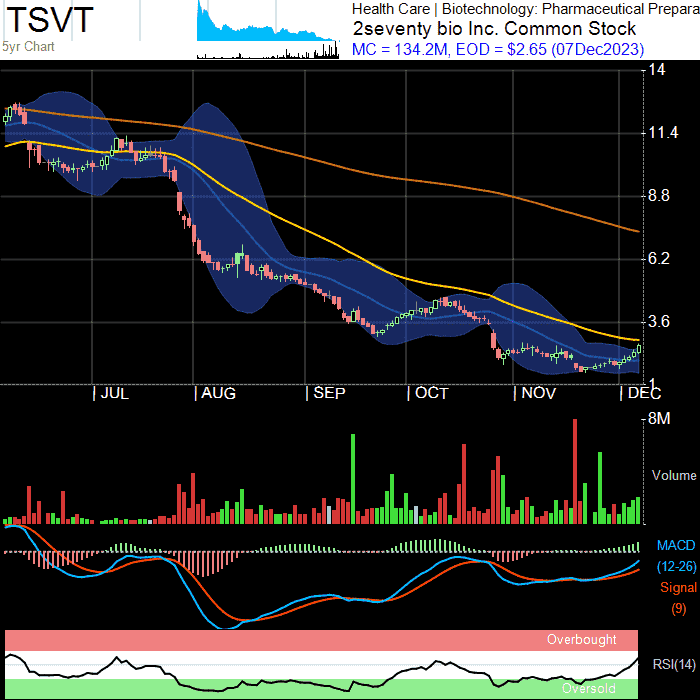 TSVT
5yr Chart
Health Care | Biotechnology: Pharmaceutical Prepara
2seventy bio Inc. Common Stock
MC = 134.2M, EOD = $2.65 (07Dec2023)
14
11.4
8.8
6.2
3.6
1
| JUL | AUG | SEP | OCT | NOV | DEC
8M
Volume
MACD
(12-26)
Signal
(9)
Overbought
RSI(14)
Oversold